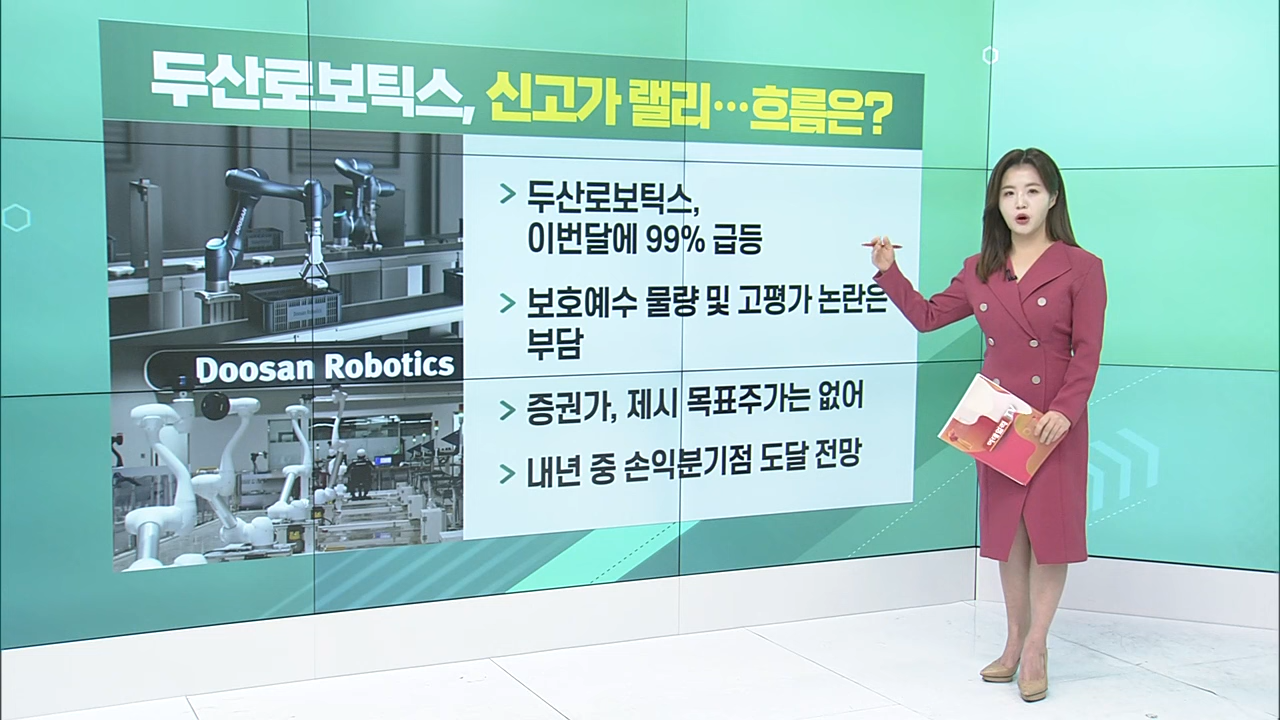 두산로보틱스, 신고가 랠리…흐름은?
> 두산로보틱스,
이번달에 99% 급등
> 보호예수 물량 및 고평가 논란은
부담
> 증권가, 제시 목표주가는 없어
> 내년 중 손익분기점 도달 전망
Doosan Robotics